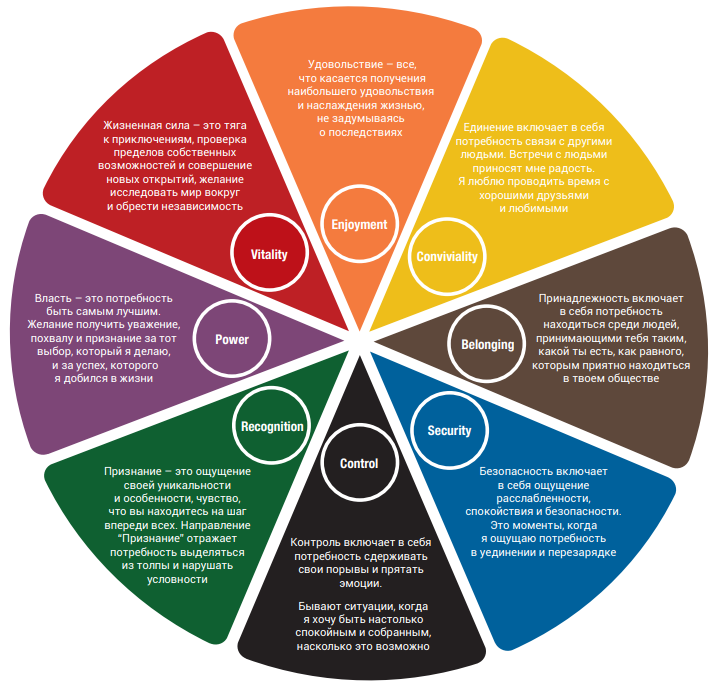 Удовольствие — все,
что касается получения
наибольшего удовольствия
и наслаждения жизнью,
не задумываясь
о последствиях
Enjoyment
Единение включает в себя
потребность связи с другими
людьми. Встречи с людьми
приносят мне радость.
Я люблю проводить время с
хорошими друзьями
и любимыми
Conviviality
Принадлежность включает
в себя потребность
находиться среди людей,
принимающими тебя таким,
какой ты есть, как равного,
которым приятно находиться
в твоем обществе
Belonging
Безопасность включает
в себя ощущение
расслабленности,
спокойствия и безопасности.
Это моменты, когда
я ощущаю потребность
в уединении и перезарядке
Security
Control
Контроль включает в себя
потребность сдерживать
свои порывы и прятать
эмоции.
Бывают ситуации, когда
я хочу быть настолько
спокойным и собранным,
насколько это возможно
Recognition
Признание — это ощущение
своей уникальности
и особенности, чувство,
что вы находитесь на шаг
впереди всех. Направление
"Признание" отражает
потребность выделяться
из толпы и нарушать
условности
Власть — это потребность
быть самым лучшим.
Желание получить уважение,
похвалу и признание за тот
выбор, который я делаю,
и за успех, которого
я добился в жизни
Power
Жизненная сила — это тяга
к приключениям, проверка
пределов собственных
возможностей и совершение
новых открытий, желание
исследовать мир вокруг
и обрести независимость
Vitality